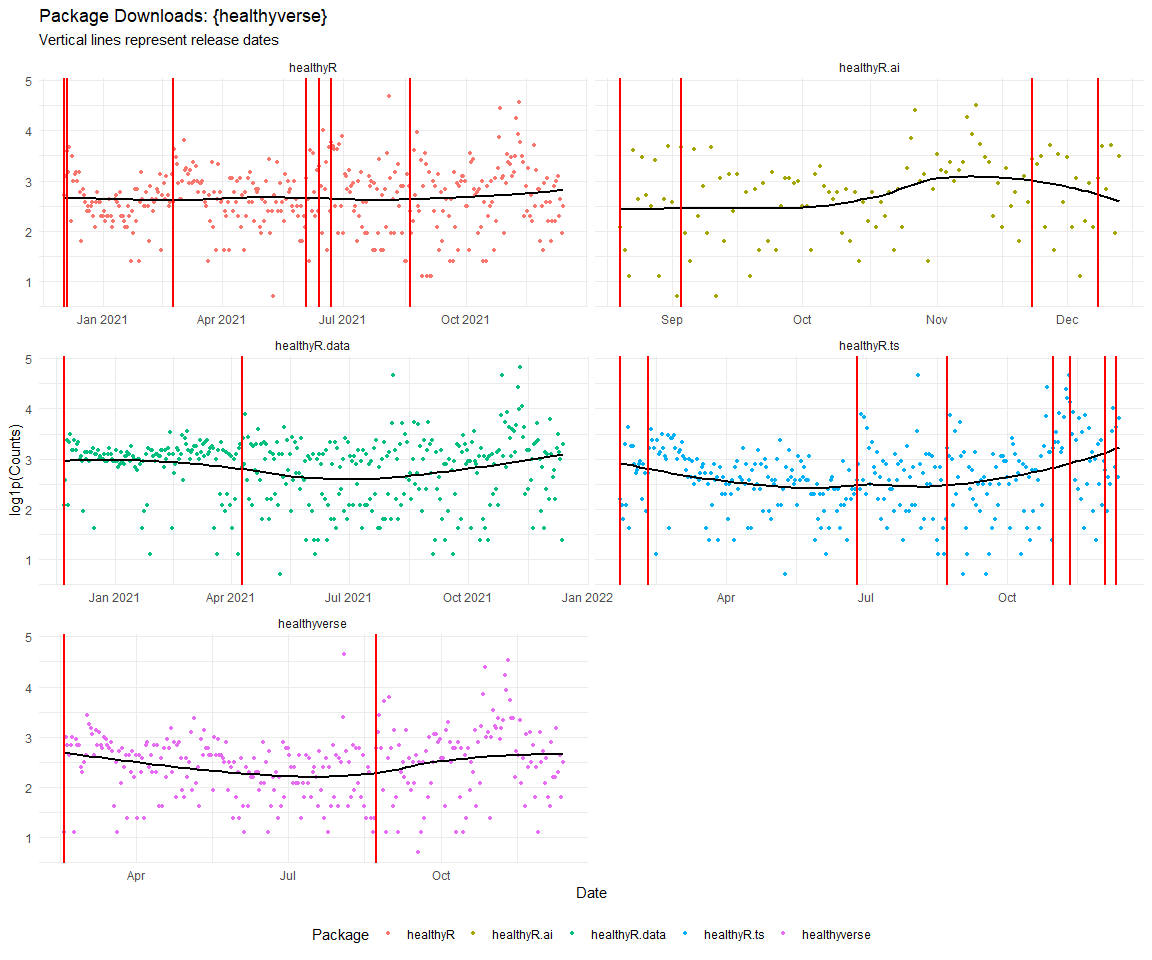 Package Downloads: {healthyverse}
Vertical lines represent release dates
healthyR
healthyR.ai
5
4
3
2
1
Jan 2021
Apr 2021
Jul 2021
Oct 2021
Sep
Oct
Nov
Dec
healthyR.data
healthyR.ts
5
4
3
2
1
log1p(Counts)
Jan 2021
Apr 2021
Jul 2021
Oct 2021
Jan 2022
Apr
Jul
Oct
healthyverse
5
4
3
2
1
Apr
Jul
Oct
Date
Package healthyR healthyR.ai healthyR.data healthyR.ts healthyverse